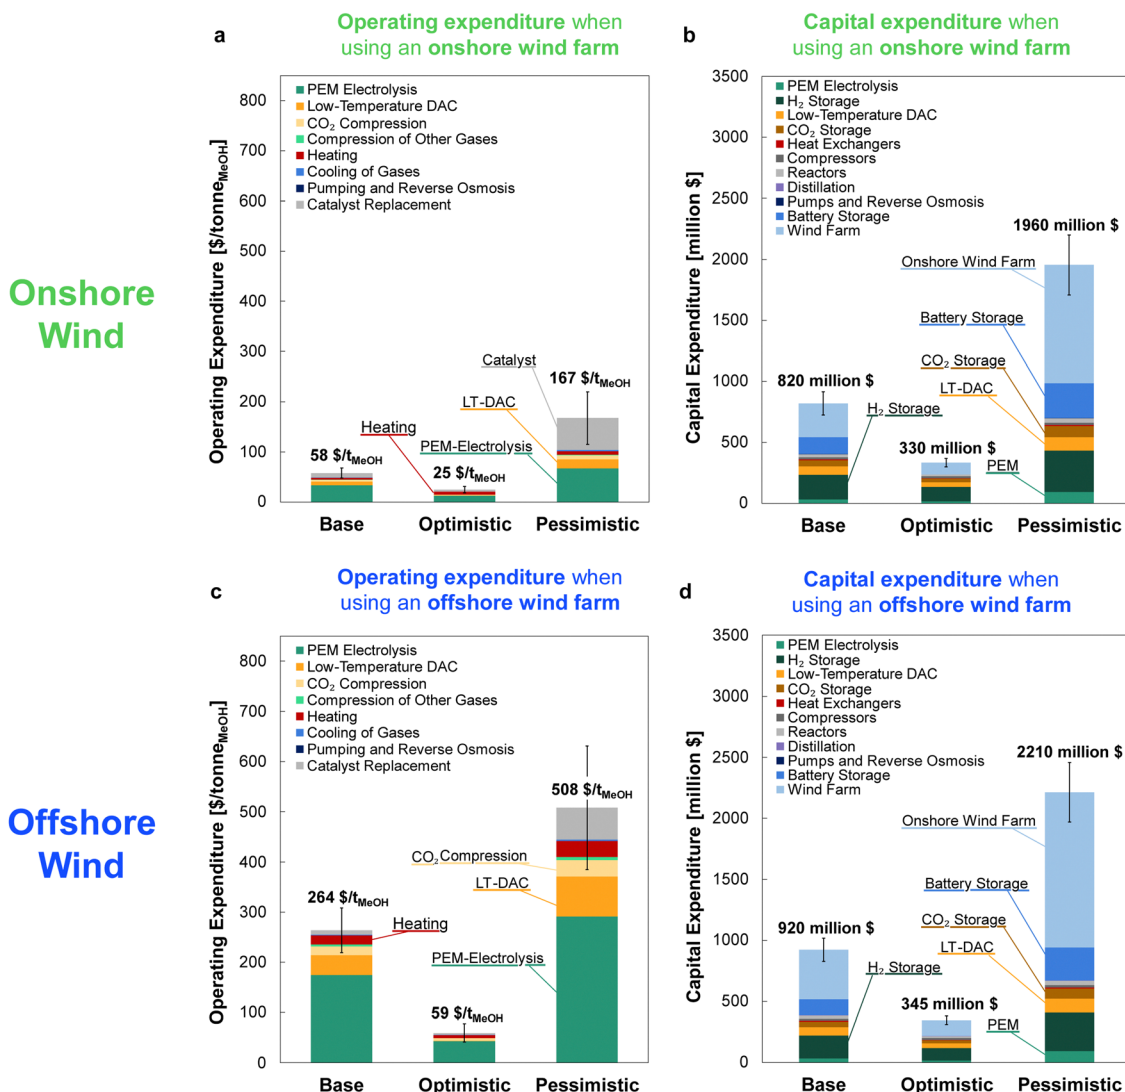 Onshore
Wind
a
Operating expenditure when
using an onshore wind farm
Operating Expenditure [$/tonneMeOH]
800
700
600
500
400
300
200
100
0
PEM Electrolysis
Low-Temperature DAC
CO₂ Compression
Compression of Other Gases
Heating
Cooling of Gases
Pumping and Reverse Osmosis
Catalyst Replacement
Catalyst
167 $/tMeOH
LT-DAC
Heating
PEM-Electrolysis
58 $/tMeOH
25 $/tMeOH
Base
Optimistic
Pessimistic
b
Capital expenditure when
using an onshore wind farm
Capital Expenditure [million $]
3500
3000
2500
2000
1500
1000
500
0
PEM Electrolysis
H₂ Storage
Low-Temperature DAC
CO₂ Storage
Heat Exchangers
Compressors
Reactors
Distillation
Pumps and Reverse Osmosis
Battery Storage
Wind Farm
1960 million $
Onshore Wind Farm
Battery Storage
CO₂ Storage
820 million $
LT-DAC
H₂ Storage
330 million $
PEM
Base
Optimistic
Pessimistic
Offshore
Wind
c
Operating expenditure when
using an offshore wind farm
Operating Expenditure [$/tonneMeOH]
800
700
600
500
400
300
200
100
0
PEM Electrolysis
Low-Temperature DAC
CO₂ Compression
Compression of Other Gases
Heating
Cooling of Gases
Pumping and Reverse Osmosis
Catalyst Replacement
508 $/tMeOH
CO₂ Compression
LT-DAC
264 $/tMeOH
Heating
PEM-Electrolysis
59 $/tMeOH
Base
Optimistic
Pessimistic
d
Capital expenditure when
using an offshore wind farm
Capital Expenditure [million $]
3500
3000
2500
2000
1500
1000
500
0
PEM Electrolysis
H₂ Storage
Low-Temperature DAC
CO₂ Storage
Heat Exchangers
Compressors
Reactors
Distillation
Pumps and Reverse Osmosis
Battery Storage
Wind Farm
2210 million $
Onshore Wind Farm
Battery Storage
CO₂ Storage
920 million $
LT-DAC
H₂ Storage
345 million $
PEM
Base
Optimistic
Pessimistic